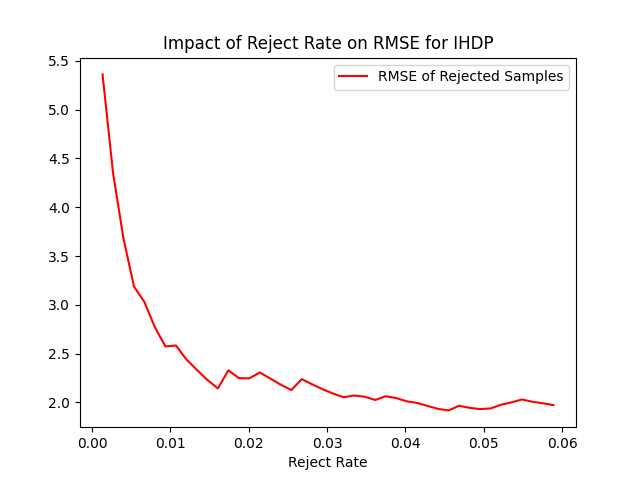 Impact of Reject Rate on RMSE for IHDP
RMSE of Rejected Samples
5.5
5.0
4.5
4.0
3.5
3.0
2.5
2.0
0.00 0.01 0.02 0.03 0.04 0.05 0.06
Reject Rate